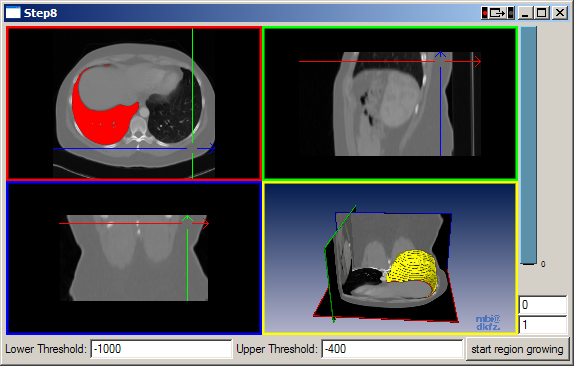 Step8
0
0
1
mbi@
dkfz.
Lower Threshold: -1000 Upper Threshold: -400 start region growing